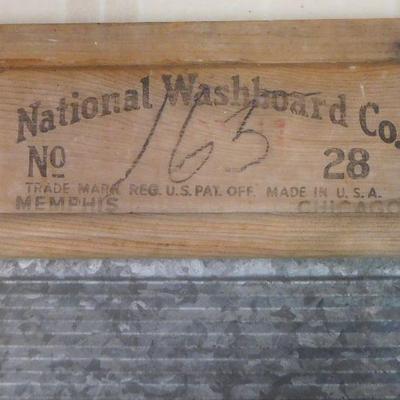 National Washboard Co.
No 163 28
TRADE MARK REG. U.S. PAT. OFF. MADE IN U.S.A.
MEMPHIS CHICAGO